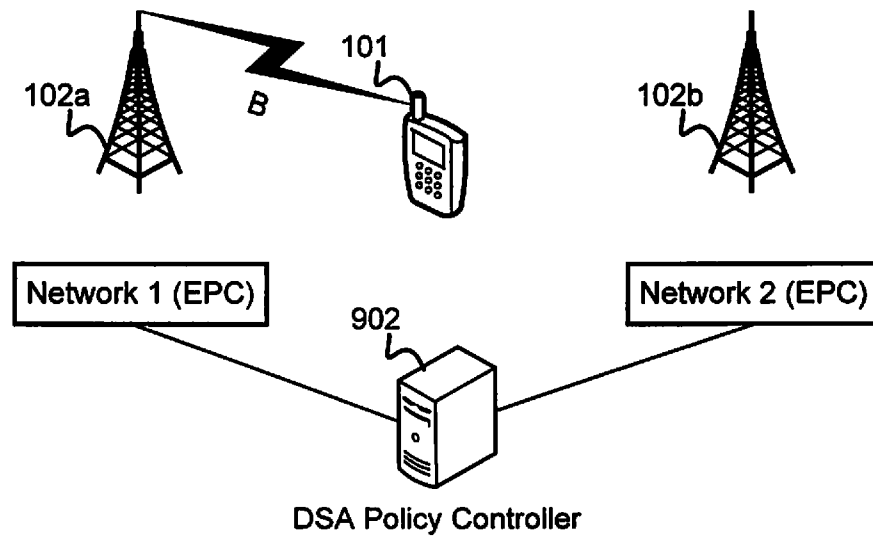 101
102a
102b
B
Network 1 (EPC)
Network 2 (EPC)
902
DSA Policy Controller